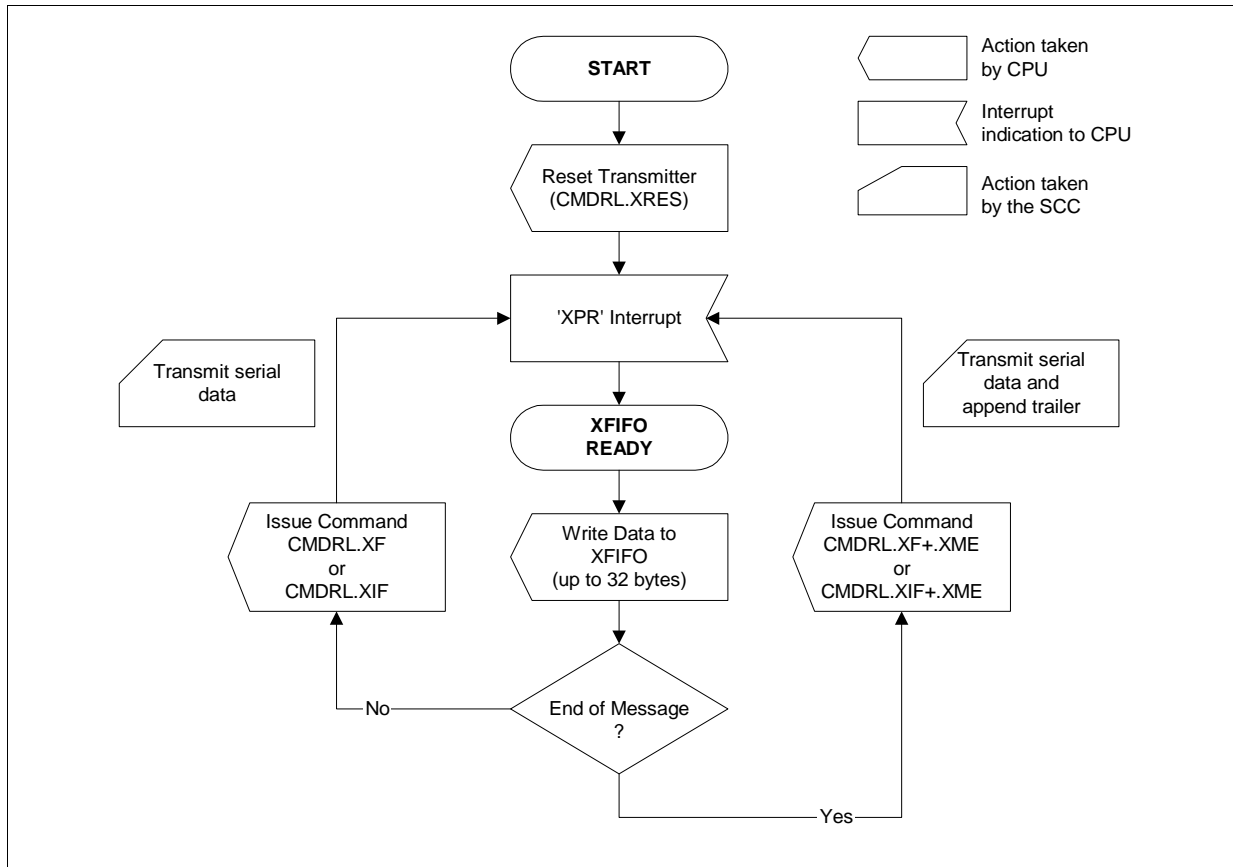 START
Action taken
by CPU
Interrupt
indication to CPU
Action taken
by the SCC
Reset Transmitter
(CMDRL.XRES)
'XPR' Interrupt
Transmit serial
data
Transmit serial
data and
append trailer
XFIFO
READY
Issue Command
CMDRL.XF
or
CMDRL.XIF
Write Data to
XFIFO
(up to 32 bytes)
Issue Command
CMDRL.XF+.XME
or
CMDRL.XIF+.XME
End of Message
?
No
Yes